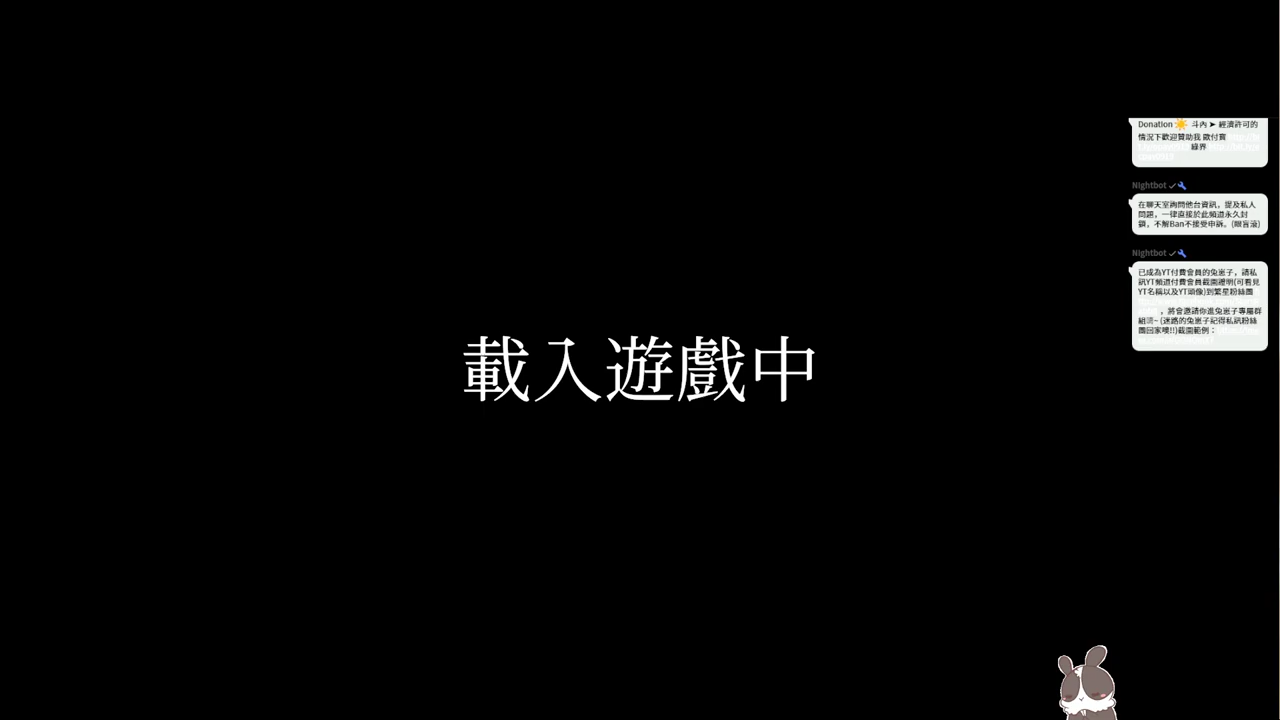 載入遊戲中
Donation ☀️ 斗內 ➤ 經濟許可的
情況下歡迎贊助我 歐付寶
綠界
Nightbot
在聊天室詢問他台資訊，提及私人
問題，一律直接於此頻道永久封
鎖，不解Ban不接受申訴。(眼盲滾)
Nightbot
已成為YT付費會員的兔崽子，請私
訊YT頻道付費會員截圖證明(可看見
YT名稱以及YT頭像)到繁星粉絲團
，將會邀請你進兔崽子專屬群
組唷~ (迷路的兔崽子記得私訊粉絲
團回家噢!!)截圖範例：